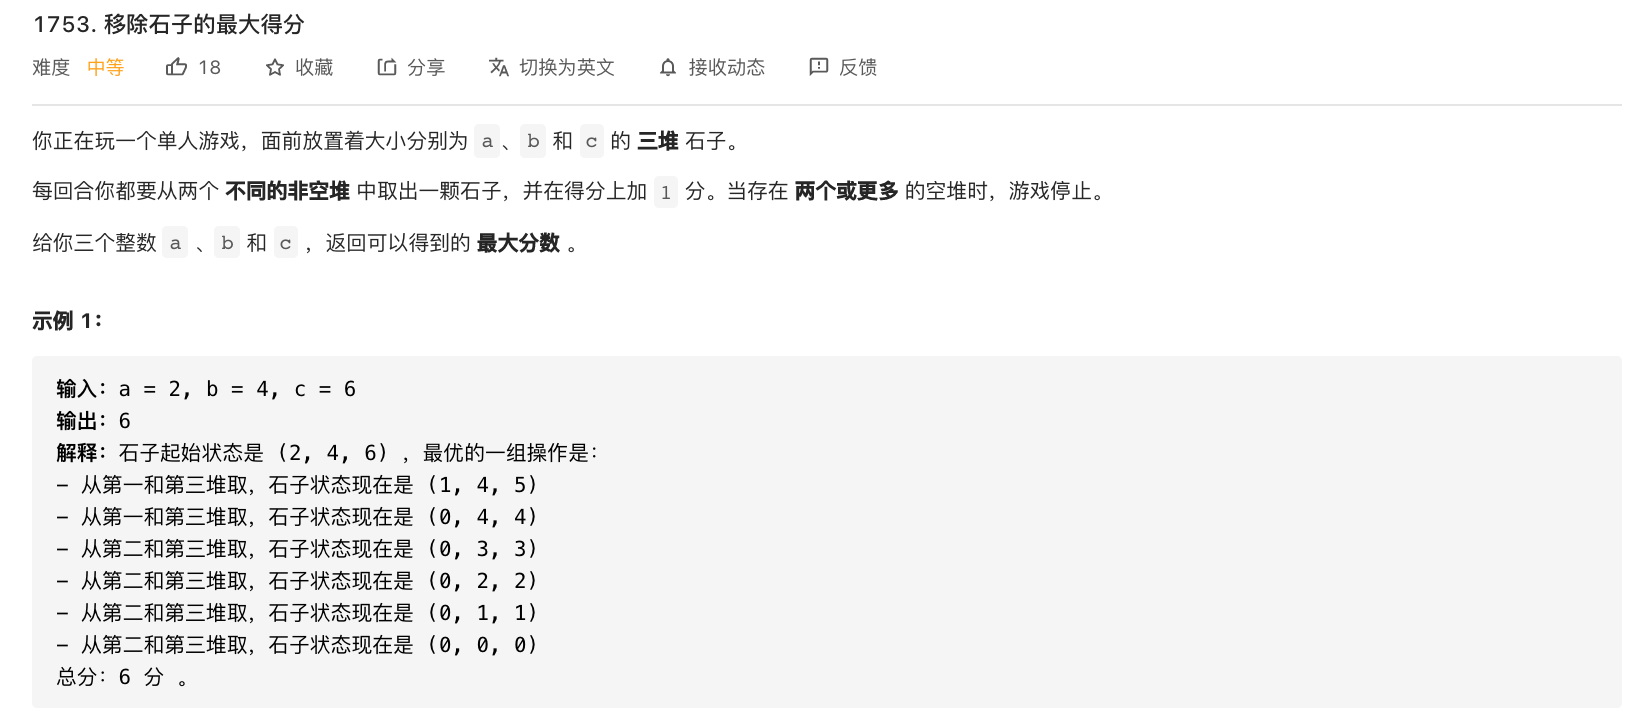 1753. 移除石子的最大得分
难度 中等 18 收藏 分享 切换为英文 接收动态 反馈
你正在玩一个单人游戏，面前放置着大小分别为 a、b 和 c 的 三堆 石子。
每回合你都要从两个 不同的非空堆 中取出一颗石子，并在得分上加 1 分。当存在 两个或更多 的空堆时，游戏停止。
给你三个整数 a 、b 和 c ，返回可以得到的 最大分数 。
示例 1：
输入：a = 2, b = 4, c = 6
输出：6
解释：石子起始状态是 (2, 4, 6) ，最优的一组操作是：
- 从第一和第三堆取，石子状态现在是 (1, 4, 5)
- 从第一和第三堆取，石子状态现在是 (0, 4, 4)
- 从第二和第三堆取，石子状态现在是 (0, 3, 3)
- 从第二和第三堆取，石子状态现在是 (0, 2, 2)
- 从第二和第三堆取，石子状态现在是 (0, 1, 1)
- 从第二和第三堆取，石子状态现在是 (0, 0, 0)
总分：6 分 。